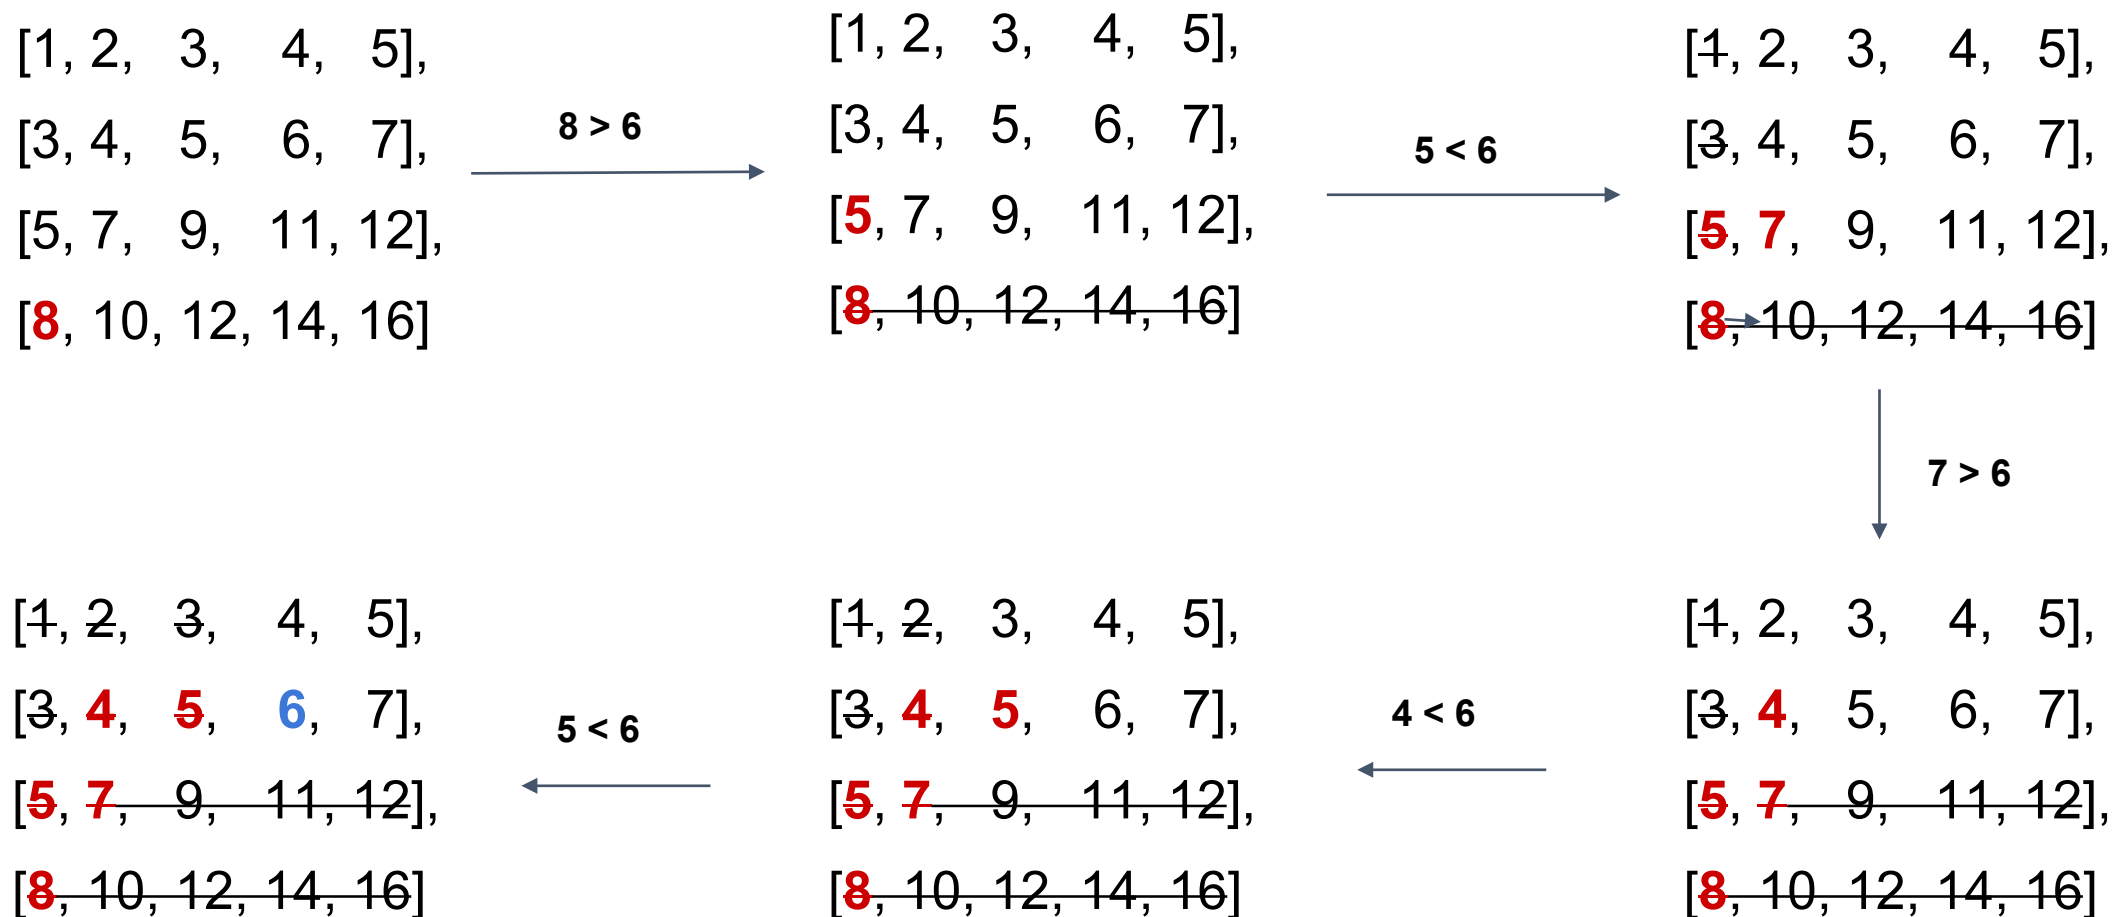 [1, 2, 3, 4, 5],
[3, 4, 5, 6, 7],
[5, 7, 9, 11, 12],
[8, 10, 12, 14, 16]
8 > 6
[1, 2, 3, 4, 5],
[3, 4, 5, 6, 7],
[5, 7, 9, 11, 12],
[8, 10, 12, 14, 16]
5 < 6
[1, 2, 3, 4, 5],
[3, 4, 5, 6, 7],
[5, 7, 9, 11, 12],
[8, 10, 12, 14, 16]
7 > 6
[1, 2, 3, 4, 5],
[3, 4, 5, 6, 7],
[5, 7, 9, 11, 12],
[8, 10, 12, 14, 16]
4 < 6
[1, 2, 3, 4, 5],
[3, 4, 5, 6, 7],
[5, 7, 9, 11, 12],
[8, 10, 12, 14, 16]
5 < 6
[1, 2, 3, 4, 5],
[3, 4, 5, 6, 7],
[5, 7, 9, 11, 12],
[8, 10, 12, 14, 16]